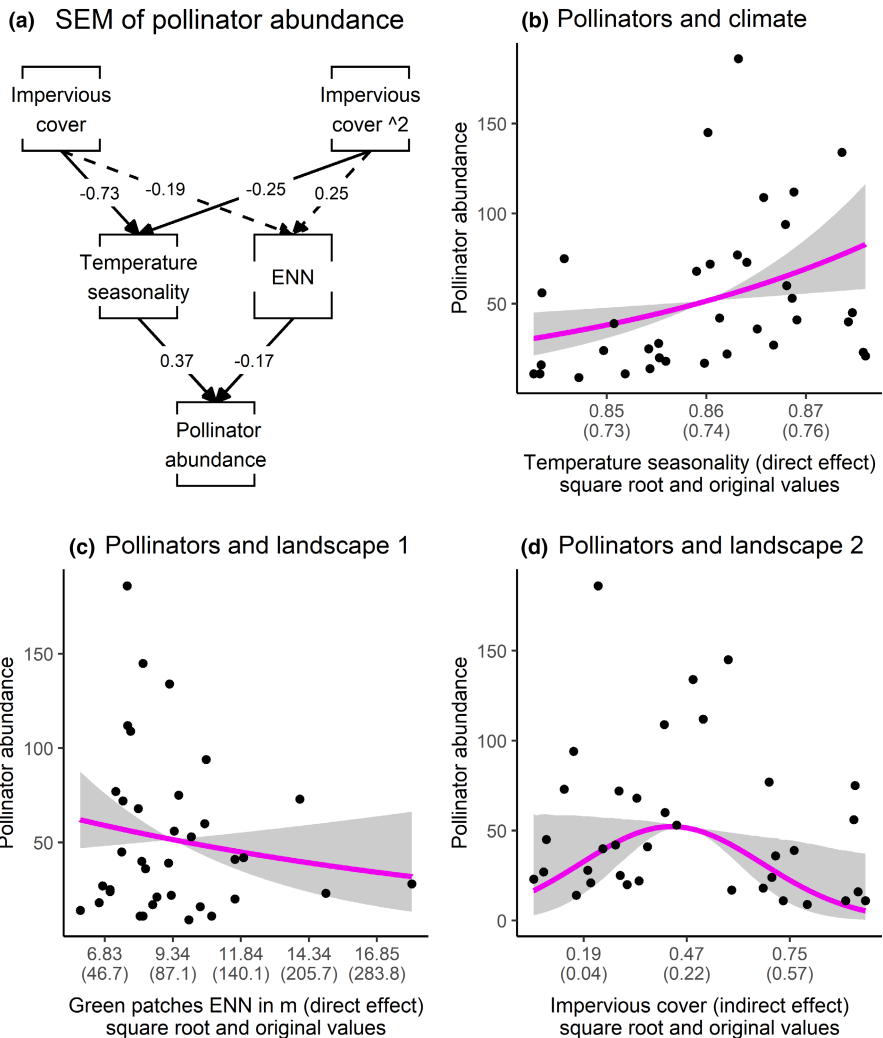 (a) SEM of pollinator abundance
Impervious
cover
Impervious
cover ^2
-0.73
-0.19
-0.25
0.25
Temperature
seasonality
ENN
0.37
-0.17
Pollinator
abundance
(b) Pollinators and climate
Pollinator abundance
150
100
50
0.85
(0.73)
0.86
(0.74)
0.87
(0.76)
Temperature seasonality (direct effect)
square root and original values
(c) Pollinators and landscape 1
Pollinator abundance
150
100
50
6.83
(46.7)
9.34
(87.1)
11.84
(140.1)
14.34
(205.7)
16.85
(283.8)
Green patches ENN in m (direct effect)
square root and original values
(d) Pollinators and landscape 2
Pollinator abundance
150
100
50
0
0.19
(0.04)
0.47
(0.22)
0.75
(0.57)
Impervious cover (indirect effect)
square root and original values